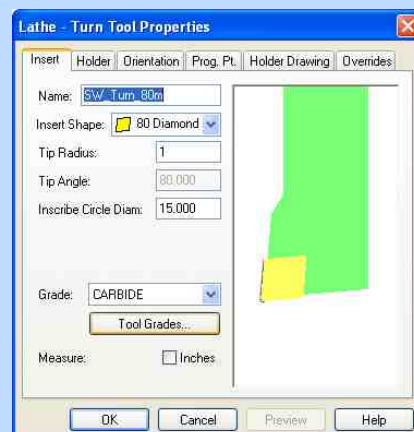 Lathe - Turn Tool Properties
Insert Holder Orientation Prog. Pt. Holder Drawing Overrides
Name: SW_Turn_80m
Insert Shape: 80 Diamond
Tip Radius: 1
Tip Angle: 80.000
Inscribe Circle Diam: 15.000
Grade: CARBIDE
Tool Grades...
Measure: Inches
OK Cancel Preview Help